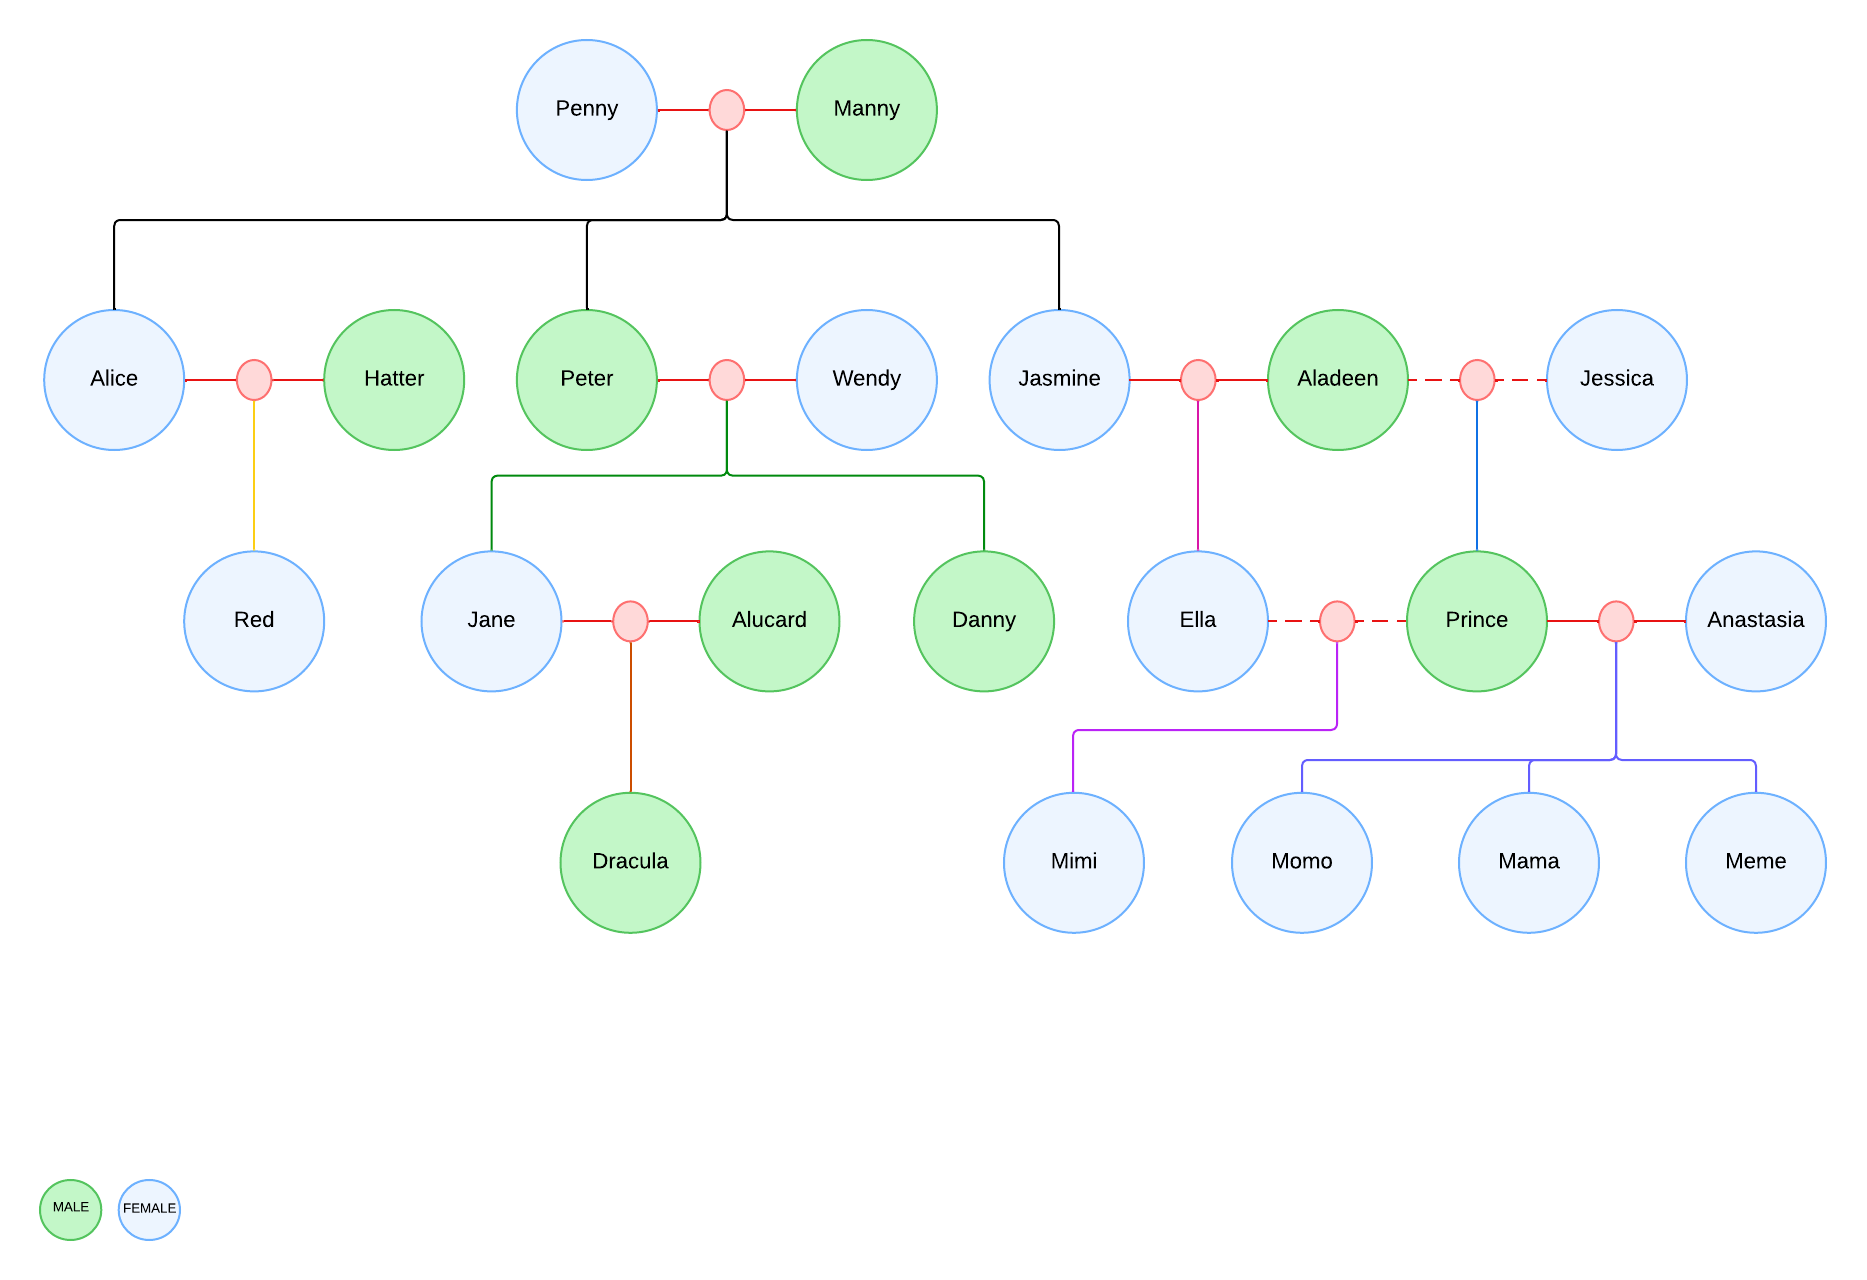 Penny
Manny
Alice
Hatter
Peter
Wendy
Jasmine
Aladeen
Jessica
Red
Jane
Alucard
Danny
Ella
Prince
Anastasia
Dracula
Mimi
Momo
Mama
Meme
MALE
FEMALE